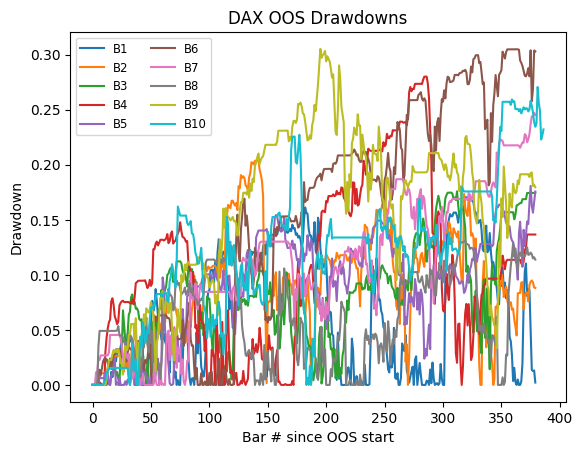 DAX OOS Drawdowns
B1
B2
B3
B4
B5
B6
B7
B8
B9
B10
Drawdown
0.30
0.25
0.20
0.15
0.10
0.05
0.00
0
50
100
150
200
250
300
350
400
Bar # since OOS start